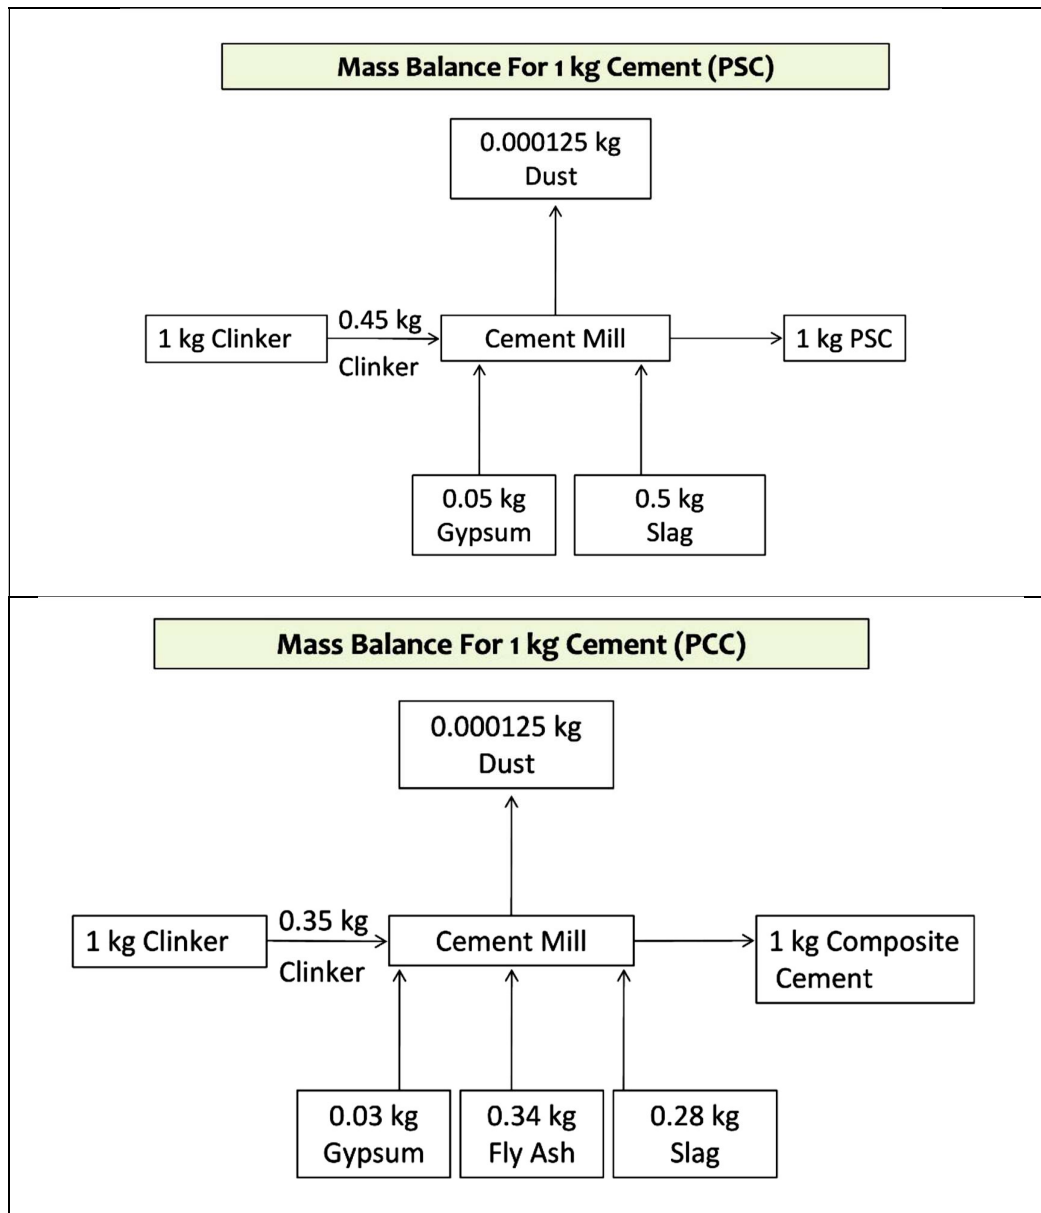 Mass Balance For 1 kg Cement (PSC)
0.000125 kg
Dust
1 kg Clinker
0.45 kg
Clinker
Cement Mill
1 kg PSC
0.05 kg
Gypsum
0.5 kg
Slag
Mass Balance For 1 kg Cement (PCC)
0.000125 kg
Dust
1 kg Clinker
0.35 kg
Clinker
Cement Mill
1 kg Composite
Cement
0.03 kg
Gypsum
0.34 kg
Fly Ash
0.28 kg
Slag